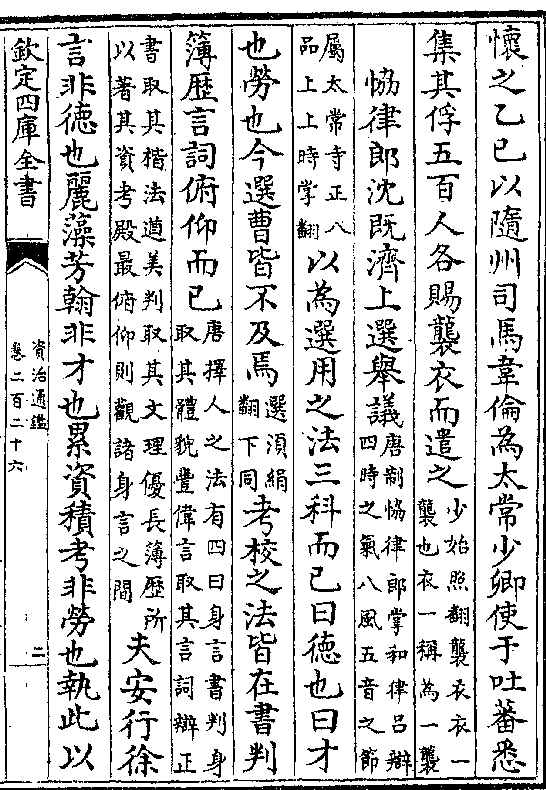 懷之乙巳以隨州司馬韋倫為太常少卿使于吐蕃悉
集其俘五百人各賜襲衣而遣之少始照翻襲衣衣一襲也衣一稱為一襲
恊律郎沈既濟上選舉議唐制恊律郎掌和律吕辯四時之氣八風五音之節
屬太常寺正八品上上時掌翻以為選用之法三科而已曰徳也曰才
也勞也今選曹皆不及焉選須絹翻下同考校之法皆在書判
簿歴言詞俯仰而已唐擇人之法有四曰身言書判身取其體貌豐偉言取其言詞辯正
書取其楷法遒美判取其文理優長薄歴所以著其資考殿最俯仰則觀諸身言之間夫安行徐
言非徳也麗藻芳翰非才也累資積考非勞也執此以
欽定四庫全書
資治通鑑
卷二百二十六
二